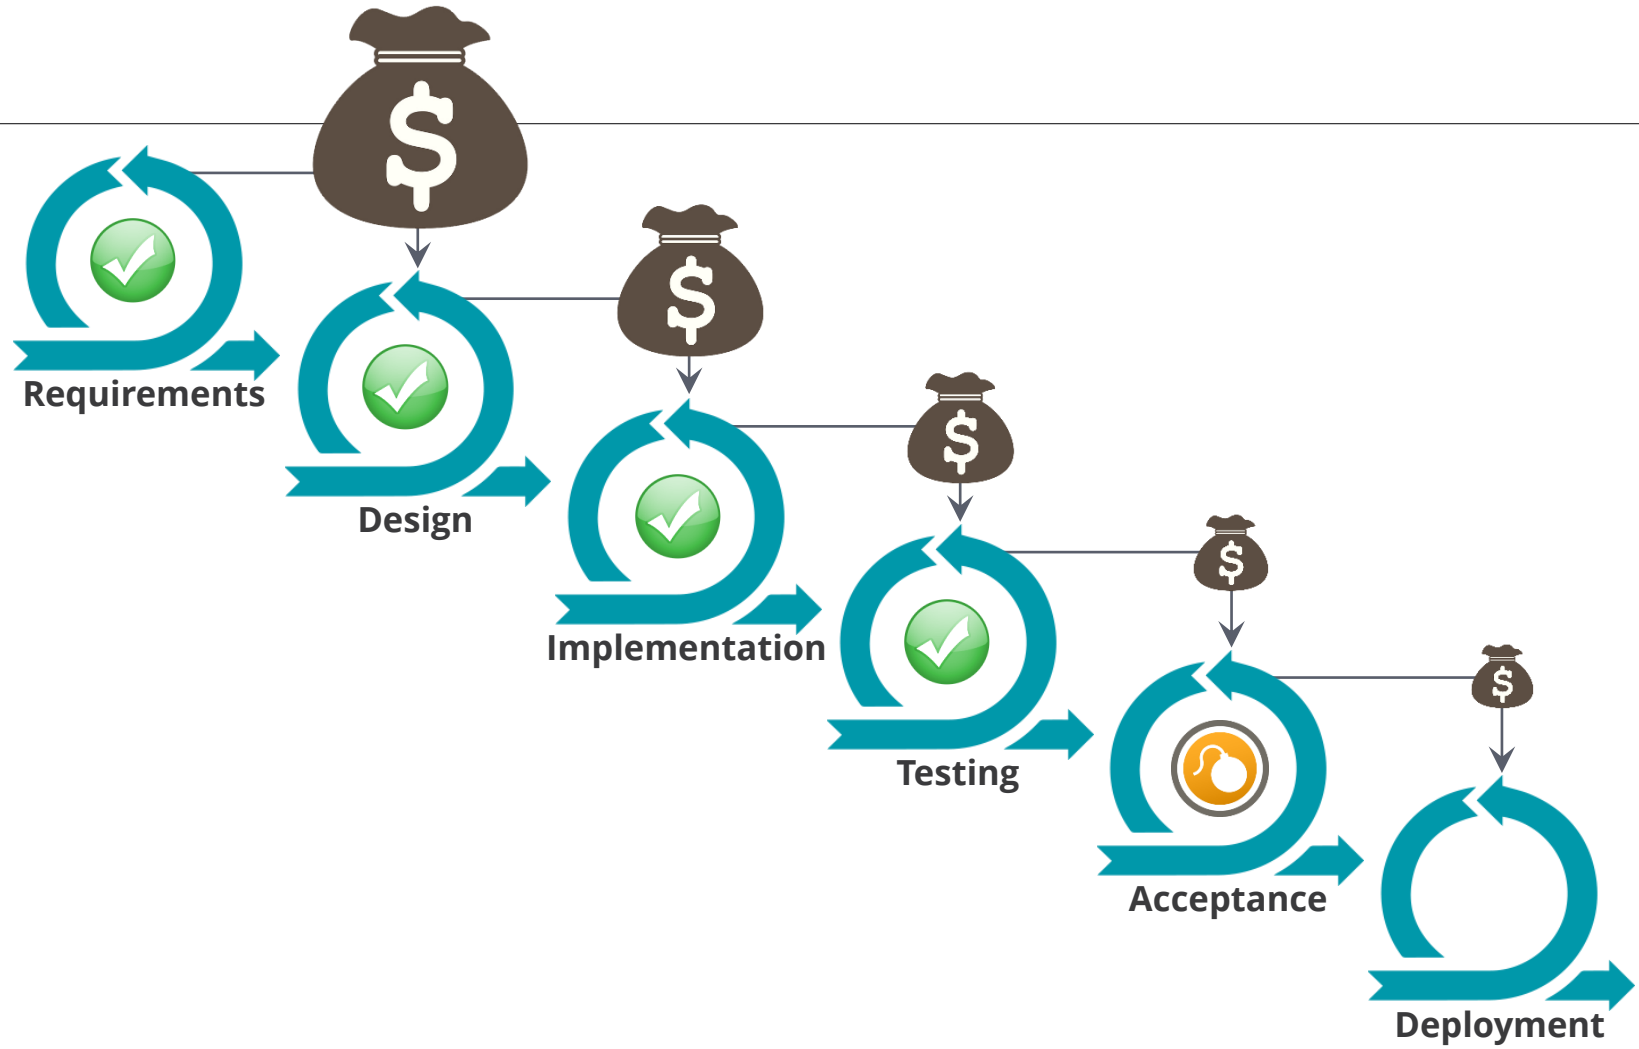 $
$
Requirements
$
Design
$
Implementation
$
Testing
Acceptance
Deployment